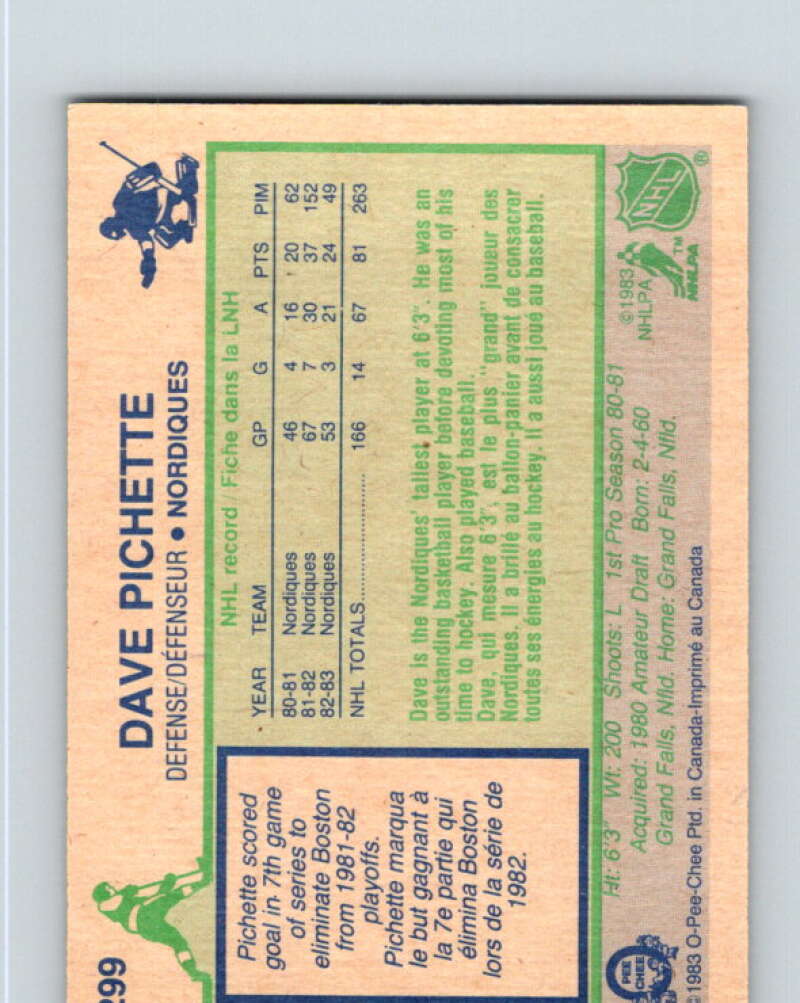 299
DAVE PICHETTE
DEFENSE/DÉFENSEUR • NORDIQUES
Pichette scored
goal in 7th game
of series to
eliminate Boston
from 1981-82
playoffs.
Pichette marqua
le but gagnant à
la 7e partie qui
élimina Boston
lors de la série de
1982.
NHL record / Fiche dans la LNH
YEAR TEAM GP G A PTS PIM
80-81 Nordiques 46 4 16 20 62
81-82 Nordiques 67 7 30 37 152
82-83 Nordiques 53 3 21 24 49
NHL TOTALS 166 14 67 81 263
Dave is the Nordiques' tallest player at 6'3". He was an
outstanding basketball player before devoting most of his
time to hockey. Also played baseball.
Dave, qui mesure 6'3", est le plus "grand" joueur des
Nordiques. Il a brillé au ballon-panier avant de consacrer
toutes ses énergies au hockey. Il a aussi joué au baseball.
Ht: 6'3" Wt: 200 Shoots: L 1st Pro Season 80-81
Acquired: 1980 Amateur Draft Born: 2-4-60
Grand Falls, Nfld. Home: Grand Falls, Nfld.
©1983 O-Pee-Chee Ptd. in Canada-Imprimé au Canada
O
PEE
CHEE
©1983
NHLPA
NHLPA
TM
NHL
®